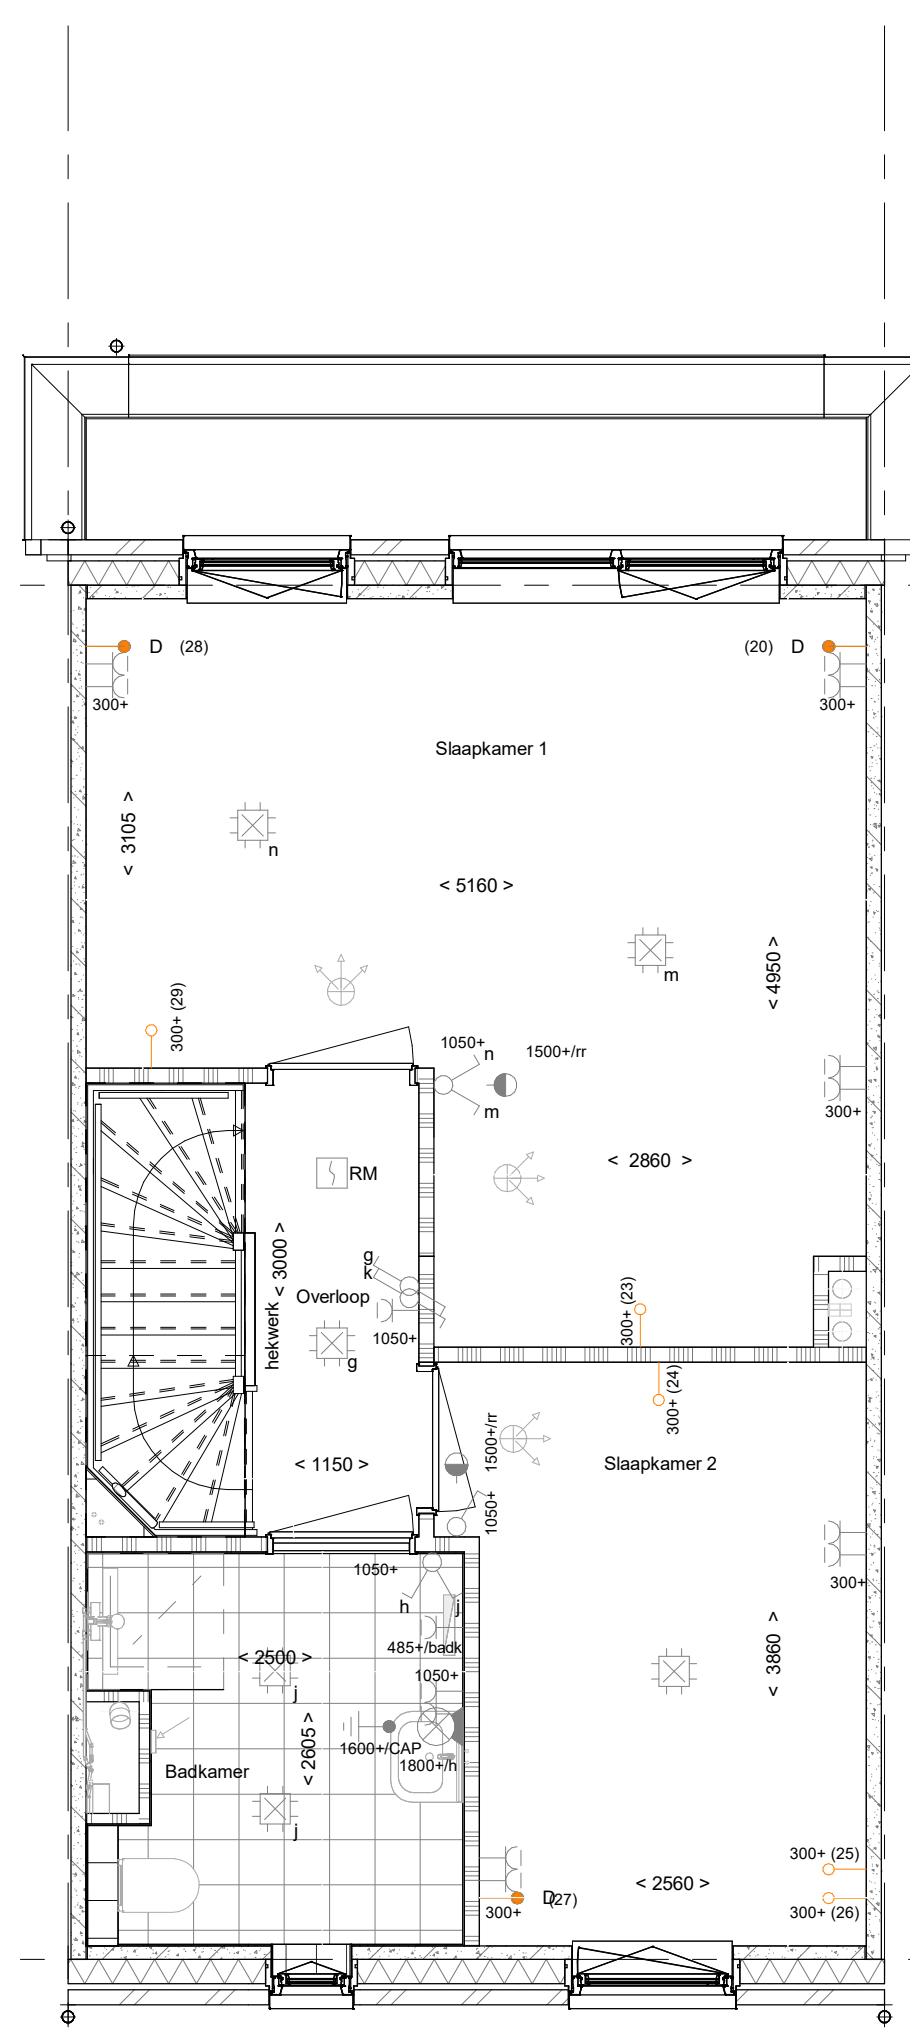 D (28)
(20) D
300+
300+
Slaapkamer 1
< 3105 >
n
< 5160 >
< 4950 >
m
300+ (29)
1050+
n
1500+/rr
m
300+
< 2860 >
RM
< 3000 >
g
k
Overloop
hekwerk
1050+
g
300+ (23)
300+ (24)
1500+/rr
Slaapkamer 2
< 1150 >
1050+
1050+
300+
h
j
485+/badk
< 2500 >
1050+
j
< 3860 >
< 2605 >
1600+/CAP
1800+/h
Badkamer
j
300+ (25)
D (27)
< 2560 >
300+
300+ (26)